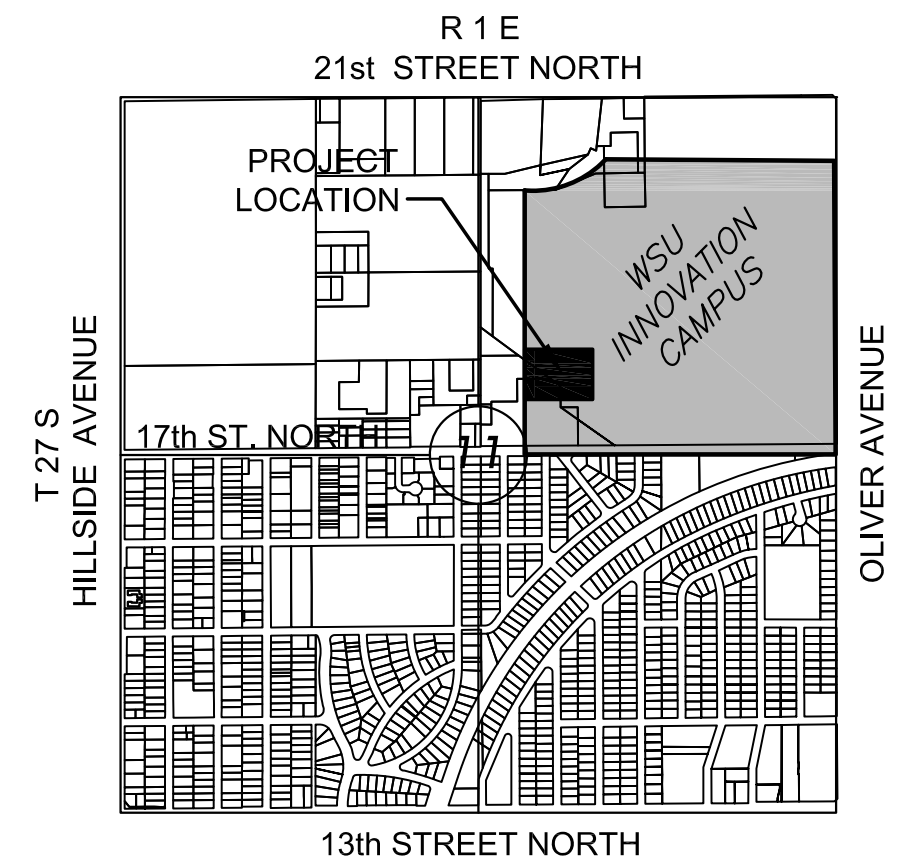 R 1 E
21st STREET NORTH
PROJECT
LOCATION
WSU
INNOVATION
CAMPUS
T 27 S
HILLSIDE AVENUE
OLIVER AVENUE
17th ST. NORTH
11
13th STREET NORTH